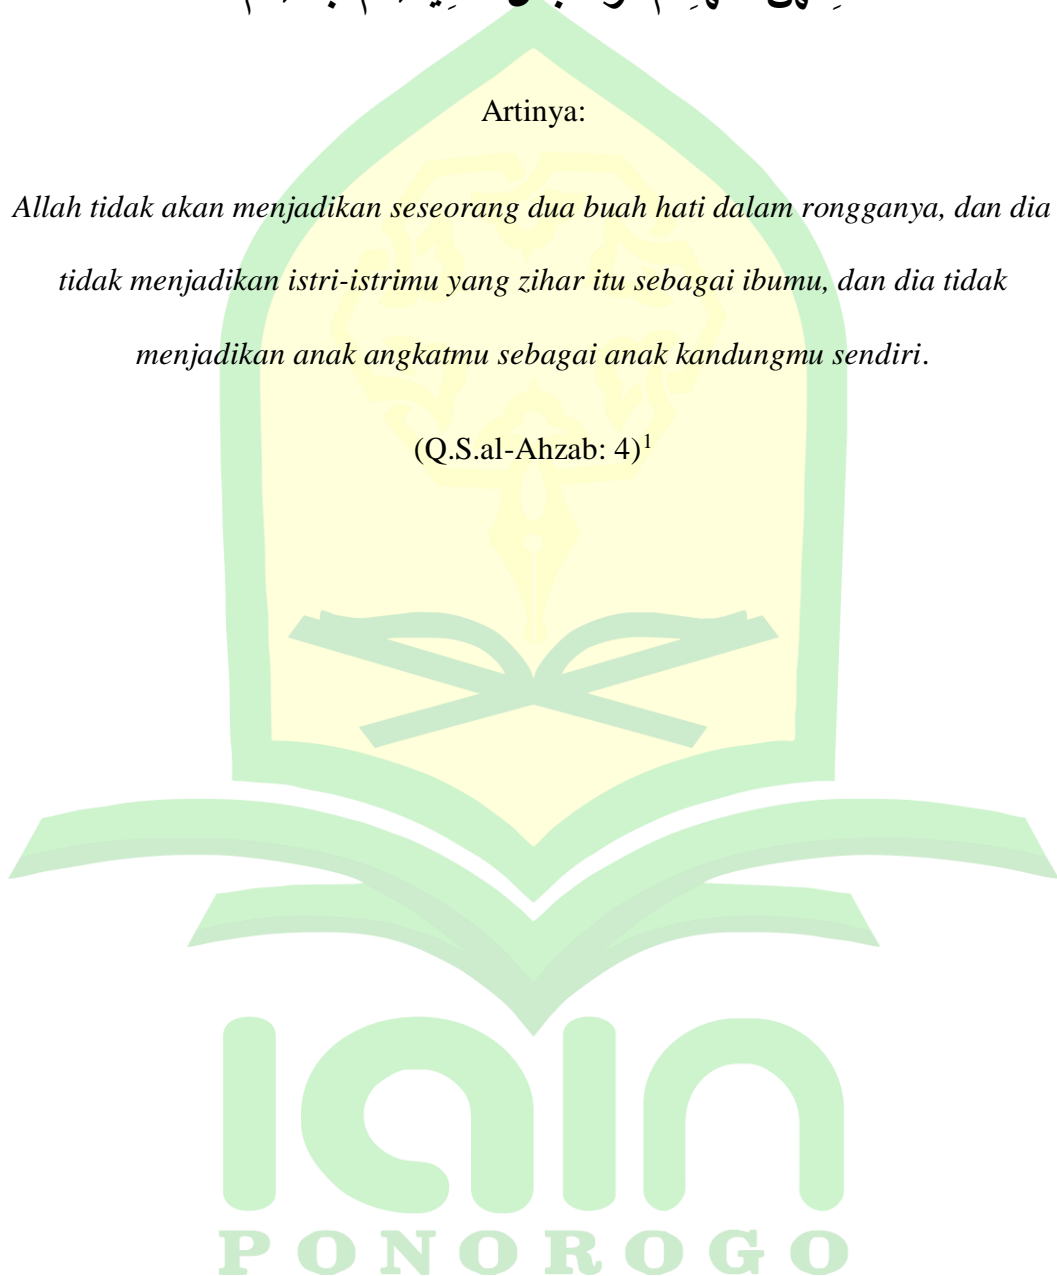 Artinya:
Allah tidak akan menjadikan seseorang dua buah hati dalam rongganya, dan dia
tidak menjadikan istri-istrimu yang zihar itu sebagai ibumu, dan dia tidak
menjadikan anak angkatmu sebagai anak kandungmu sendiri.
(Q.S.al-Ahzab: 4)¹
iain
PONOROGO